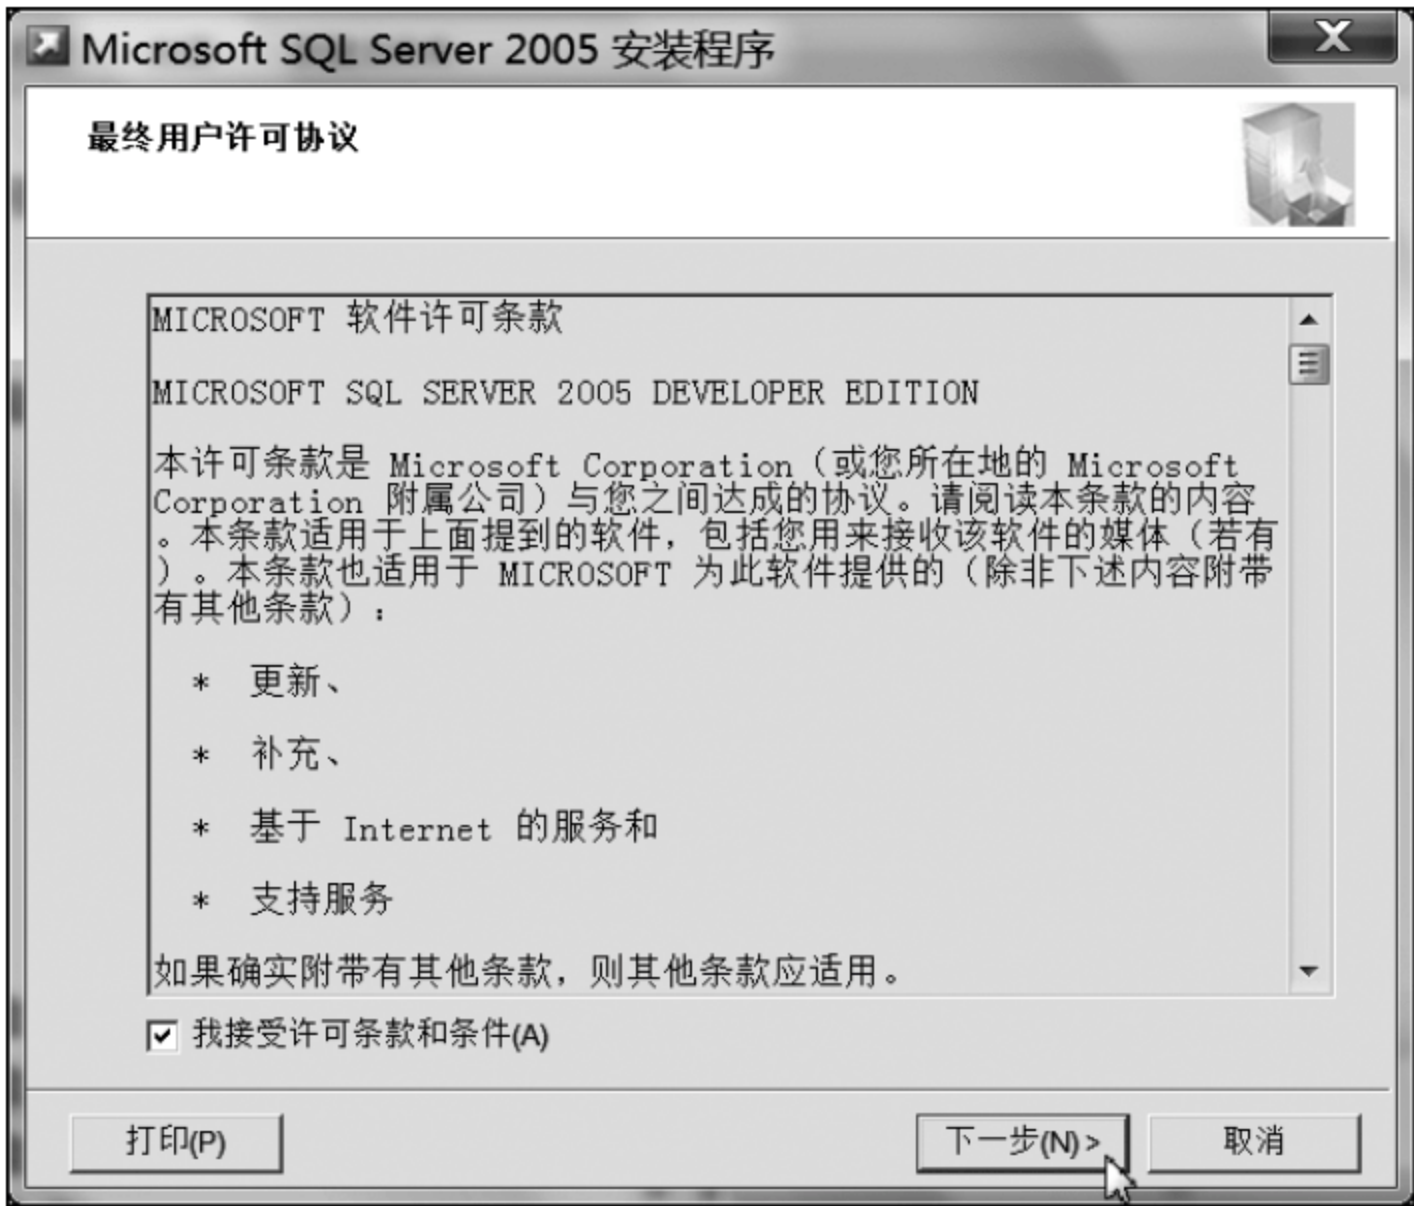 Microsoft SQL Server 2005 安装程序
最终用户许可协议
MICROSOFT 软件许可条款
MICROSOFT SQL SERVER 2005 DEVELOPER EDITION
本许可条款是 Microsoft Corporation（或您所在地的 Microsoft
Corporation 附属公司）与您之间达成的协议。请阅读本条款的内容
。本条款适用于上面提到的软件，包括您用来接收该软件的媒体（若有
）。本条款也适用于 MICROSOFT 为此软件提供的（除非下述内容附带
有其他条款）：
* 更新、
* 补充、
* 基于 Internet 的服务和
* 支持服务
如果确实附带有其他条款，则其他条款应适用。
我接受许可条款和条件(A)
打印(P)
下一步(N) >
取消